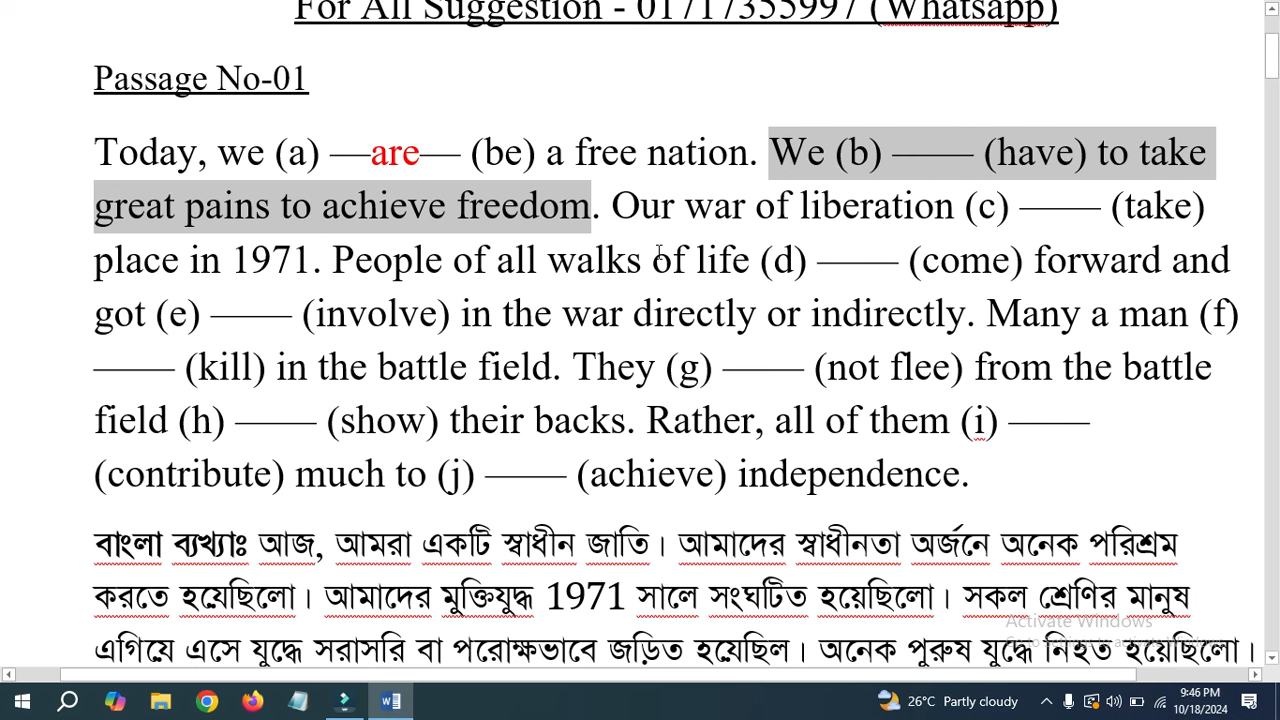 For All Suggestion - 01717355997 (Whatsapp)
Passage No-01
Today, we (a) —are— (be) a free nation. We (b) —— (have) to take
great pains to achieve freedom. Our war of liberation (c) —— (take)
place in 1971. People of all walks of life (d) —— (come) forward and
got (e) —— (involve) in the war directly or indirectly. Many a man (f)
—— (kill) in the battle field. They (g) —— (not flee) from the battle
field (h) —— (show) their backs. Rather, all of them (i) ——
(contribute) much to (j) —— (achieve) independence.
বাংলা ব্যখ্যাঃ আজ, আমরা একটি স্বাধীন জাতি। আমাদের স্বাধীনতা অর্জনে অনেক পরিশ্রম
করতে হয়েছিলো। আমাদের মুক্তিযুদ্ধ 1971 সালে সংঘটিত হয়েছিলো। সকল শ্রেণির মানুষ
এগিয়ে এসে যুদ্ধে সরাসরি বা পরোক্ষভাবে জড়িত হয়েছিল। অনেক পুরুষ যুদ্ধে নিহত হয়েছিলো।
Activate Windows
26°C Partly cloudy
9:46 PM
10/18/2024